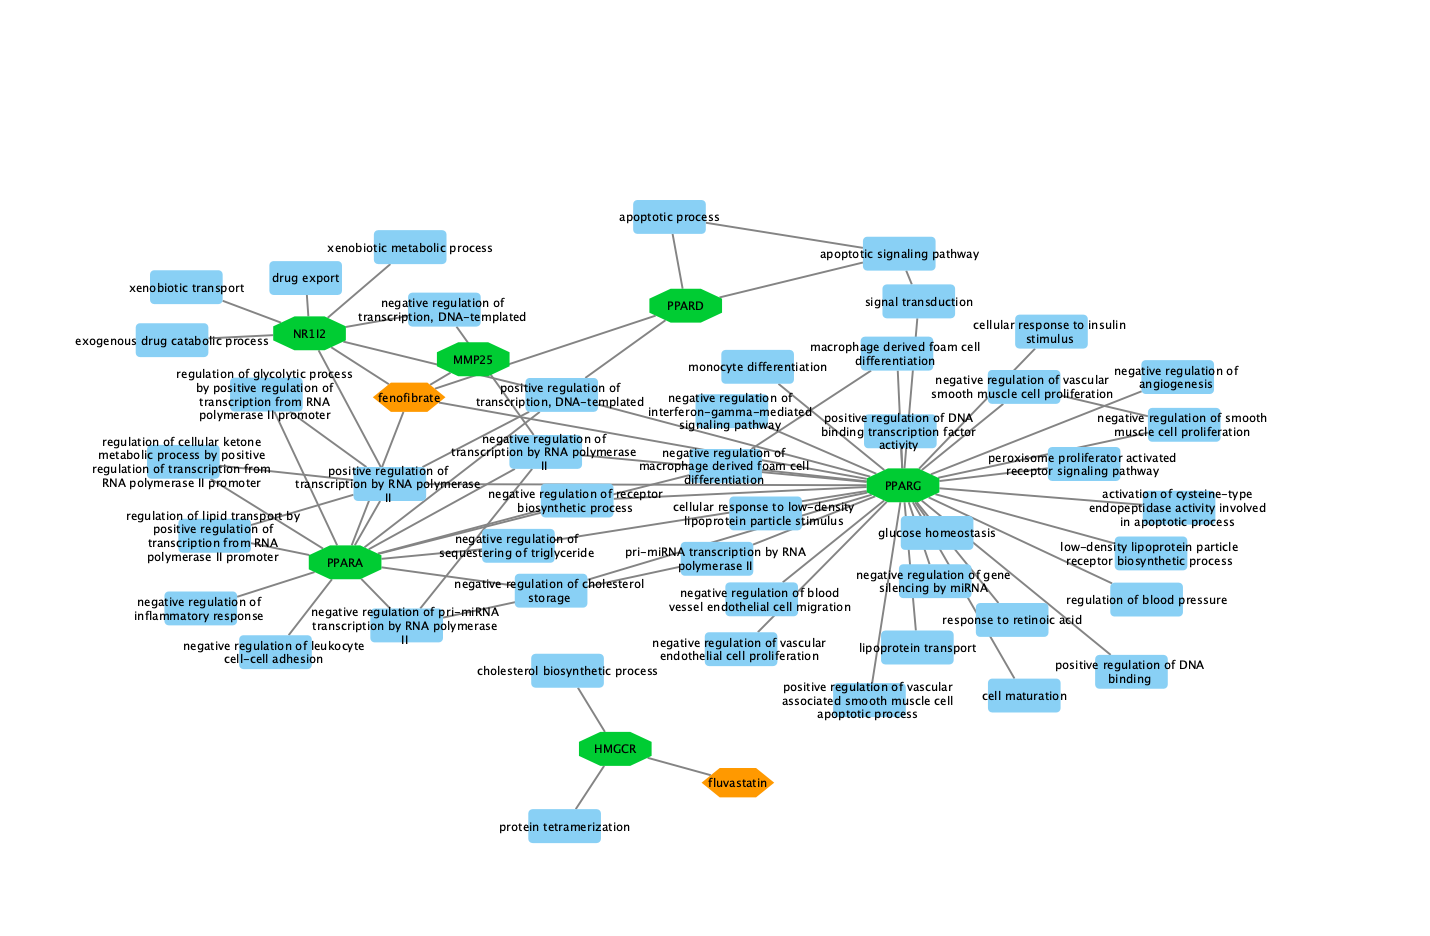 apoptotic process
xenobiotic metabolic process
apoptotic signaling pathway
drug export
xenobiotic transport
negative regulation of
transcription, DNA-templated
PPARD
signal transduction
NR1I2
exogenous drug catabolic process
cellular response to insulin
stimulus
macrophage derived foam cell
differentiation
MMP25
monocyte differentiation
regulation of glycolytic process
by positive regulation of
transcription from RNA
polymerase II promoter
fenofibrate
positive regulation of
transcription, DNA-templated
negative regulation of vascular
smooth muscle cell proliferation
negative regulation of
angiogenesis
negative regulation of
interferon-gamma-mediated
signaling pathway
positive regulation of DNA
binding transcription factor
activity
negative regulation of smooth
muscle cell proliferation
regulation of cellular ketone
metabolic process by positive
regulation of transcription from
RNA polymerase II promoter
negative regulation of
transcription by RNA polymerase
II
negative regulation of
macrophage derived foam cell
differentiation
peroxisome proliferator activated
receptor signaling pathway
positive regulation of
transcription by RNA polymerase
II
PPARG
negative regulation of receptor
biosynthetic process
cellular response to low-density
lipoprotein particle stimulus
activation of cysteine-type
endopeptidase activity involved
in apoptotic process
regulation of lipid transport by
positive regulation of
transcription from RNA
polymerase II promoter
glucose homeostasis
negative regulation of
sequestering of triglyceride
pri-miRNA transcription by RNA
polymerase II
low-density lipoprotein particle
receptor biosynthetic process
PPARA
negative regulation of gene
silencing by miRNA
negative regulation of cholesterol
storage
negative regulation of blood
vessel endothelial cell migration
regulation of blood pressure
negative regulation of
inflammatory response
negative regulation of pri-miRNA
transcription by RNA polymerase
II
response to retinoic acid
negative regulation of leukocyte
cell-cell adhesion
negative regulation of vascular
endothelial cell proliferation
lipoprotein transport
cholesterol biosynthetic process
positive regulation of DNA
binding
positive regulation of vascular
associated smooth muscle cell
apoptotic process
cell maturation
HMGCR
fluvastatin
protein tetramerization